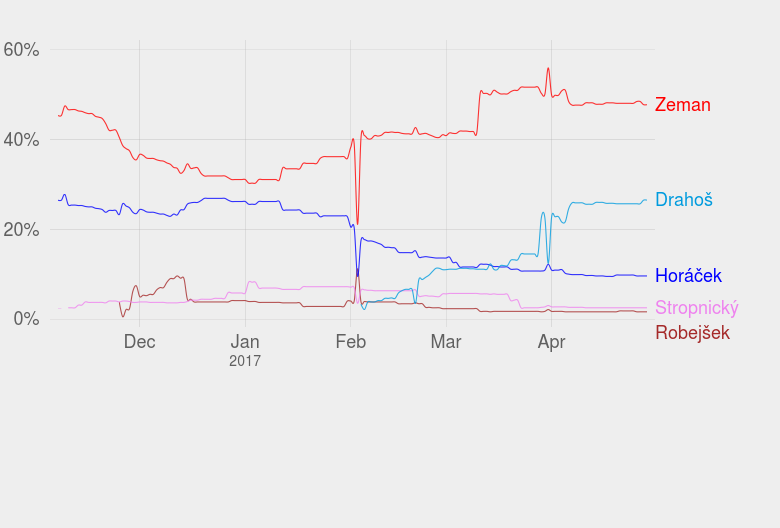 60%
Zeman
40%
Drahoš
20%
Horáček
Stropnický
0%
Robejšek
Dec Jan Feb Mar Apr
2017